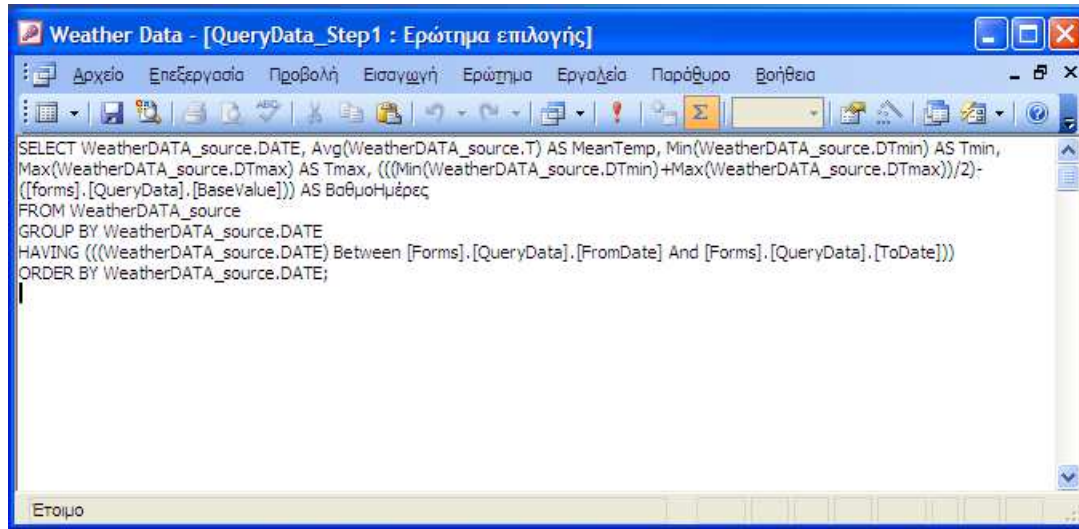 Weather Data - [QueryData_Step1 : Ερώτημα επιλογής]
Αρχείο Επεξεργασία Προβολή Εισαγωγή Ερώτημα Εργαλεία Παράθυρο Βοήθεια
SELECT WeatherDATA_source.DATE, Avg(WeatherDATA_source.T) AS MeanTemp, Min(WeatherDATA_source.DTmin) AS Tmin,
Max(WeatherDATA_source.DTmax) AS Tmax, (((Min(WeatherDATA_source.DTmin)+Max(WeatherDATA_source.DTmax))/2)-
([forms].[QueryData].[BaseValue])) AS ΒαθμοΗμέρες
FROM WeatherDATA_source
GROUP BY WeatherDATA_source.DATE
HAVING (((WeatherDATA_source.DATE) Between [Forms].[QueryData].[FromDate] And [Forms].[QueryData].[ToDate]))
ORDER BY WeatherDATA_source.DATE;
Έτοιμο